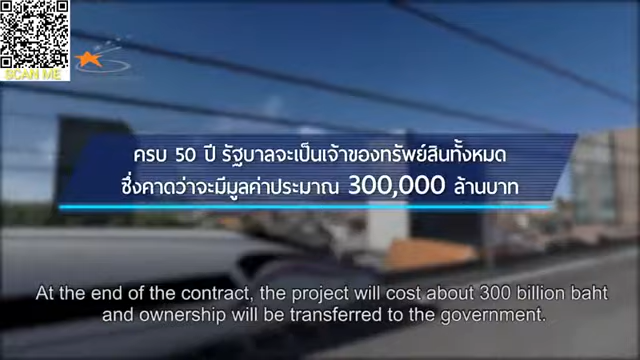 SCAN ME
ครบ 50 ปี รัฐบาลจะเป็นเจ้าของทรัพย์สินทั้งหมด
ซึ่งคาดว่าจะมีมูลค่าประมาณ 300,000 ล้านบาท
At the end of the contract, the project will cost about 300 billion baht
and ownership will be transferred to the government.